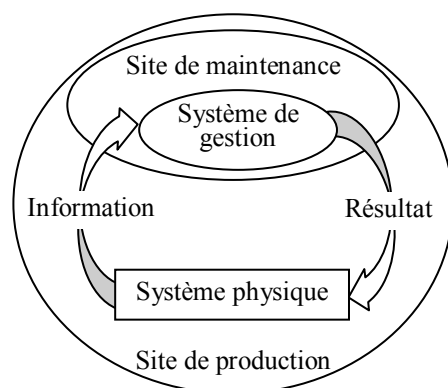 Site de maintenance
Système de
gestion
Information
Résultat
Système physique
Site de production